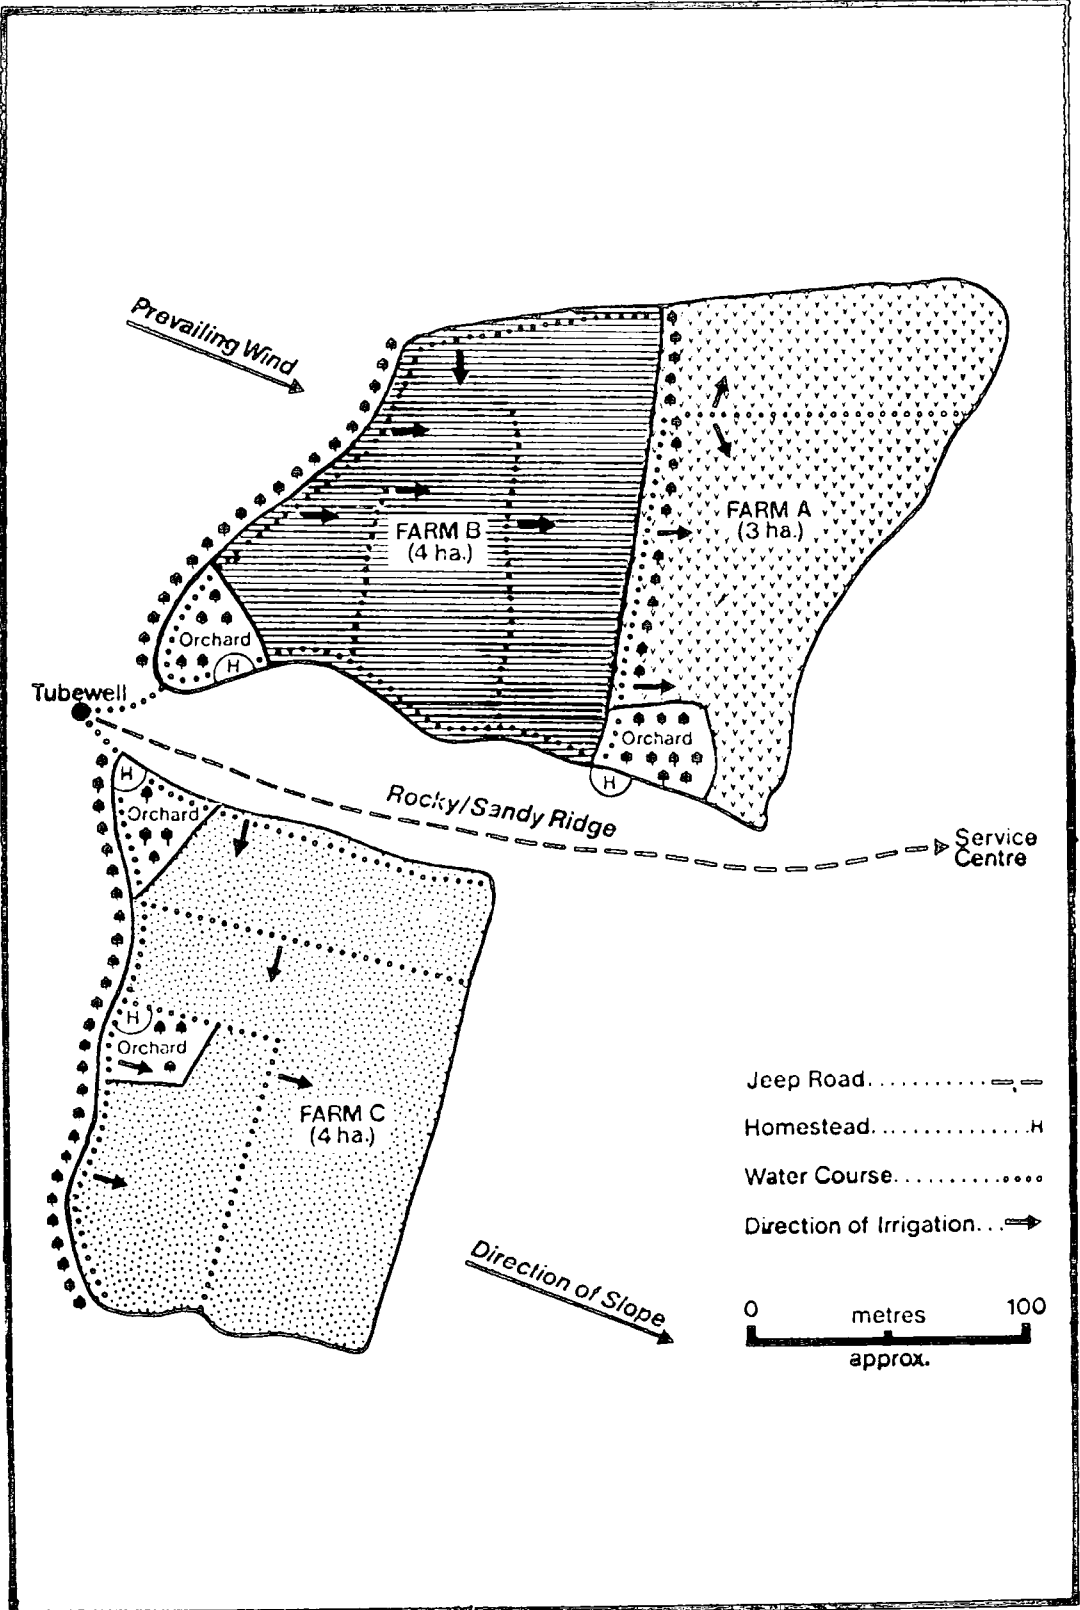 Prevailing Wind
FARM A
(3 ha.)
FARM B
(4 ha.)
Orchard
H
Tubewell
Orchard
H
H
Orchard
Rocky/Sandy Ridge
Service
Centre
H
Orchard
FARM C
(4 ha.)
Jeep Road
Homestead H
Water Course
Direction of Irrigation
Direction of Slope
0 metres 100
approx.